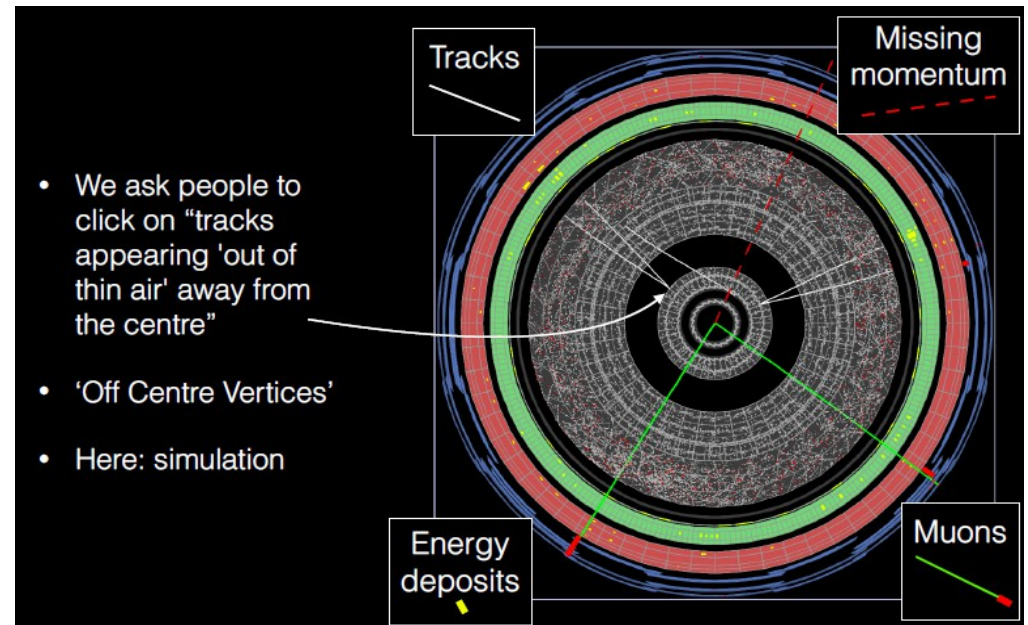 Tracks
Missing
momentum
• We ask people to
click on “tracks
appearing 'out of
thin air' away from
the centre”
• ‘Off Centre Vertices’
• Here: simulation
Energy
deposits
Muons